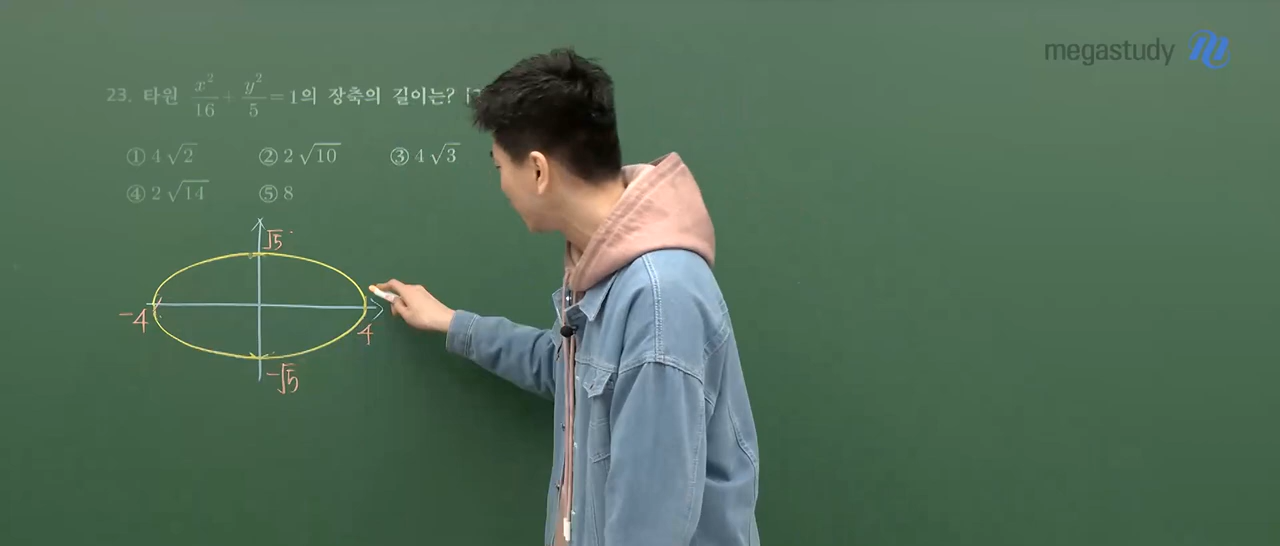 megastudy
23. 타원 x²/16 + y²/5 = 1의 장축의 길이는? [
① 4√2 ② 2√10 ③ 4√3
④ 2√14 ⑤ 8
√5
-4
4
-√5